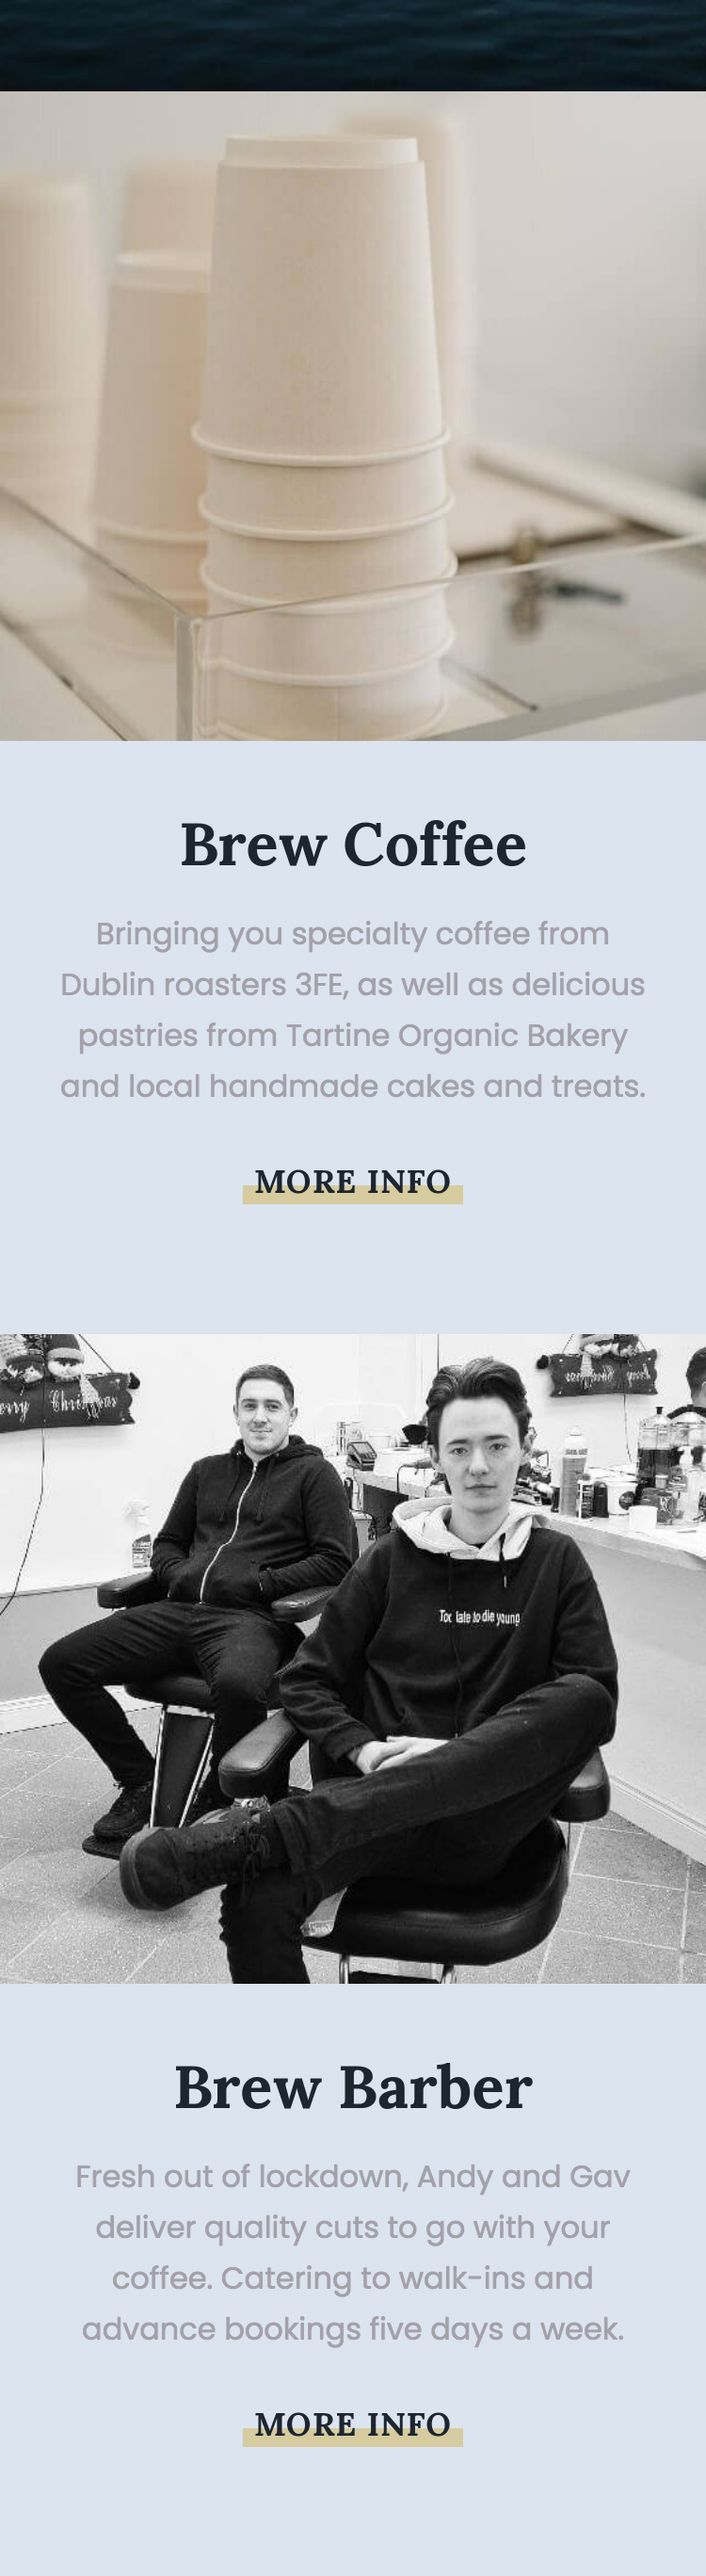 Brew Coffee
Bringing you specialty coffee from
Dublin roasters 3FE, as well as delicious
pastries from Tartine Organic Bakery
and local handmade cakes and treats.
MORE INFO
erry Christmas
Too late to die young
Brew Barber
Fresh out of lockdown, Andy and Gav
deliver quality cuts to go with your
coffee. Catering to walk-ins and
advance bookings five days a week.
MORE INFO